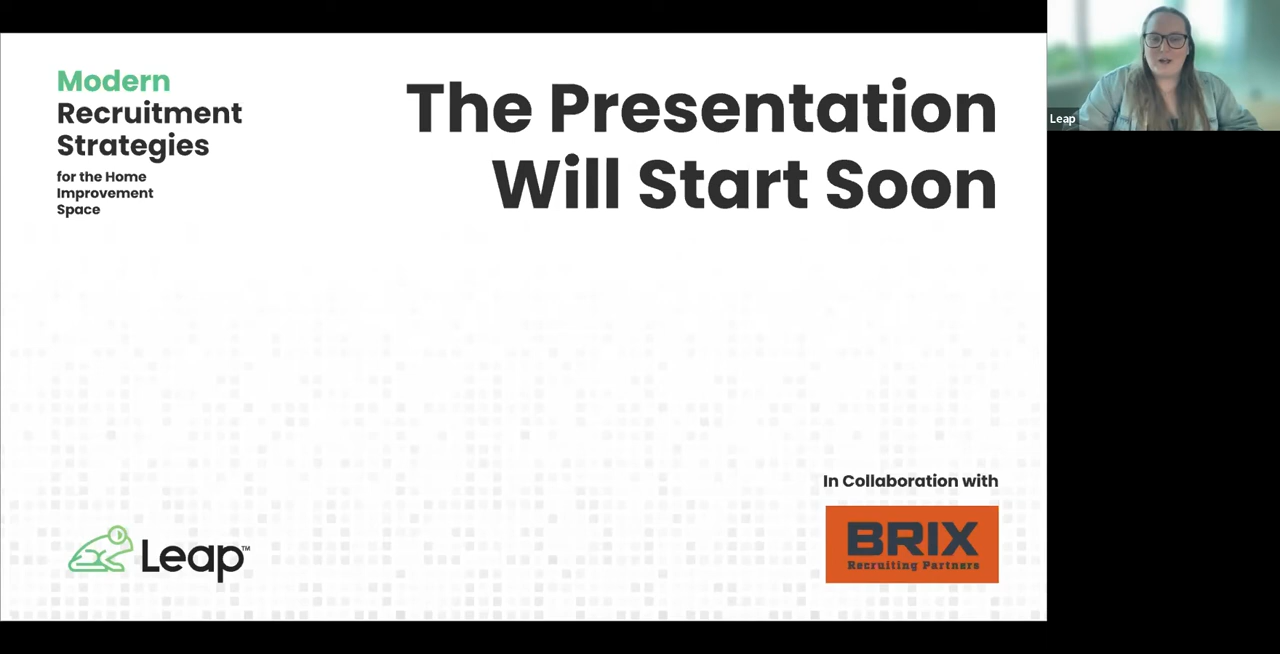 Modern
Recruitment
Strategies
for the Home
Improvement
Space
The Presentation
Will Start Soon
Leap
In Collaboration with
BRIX
Recruiting Partners
Leap™